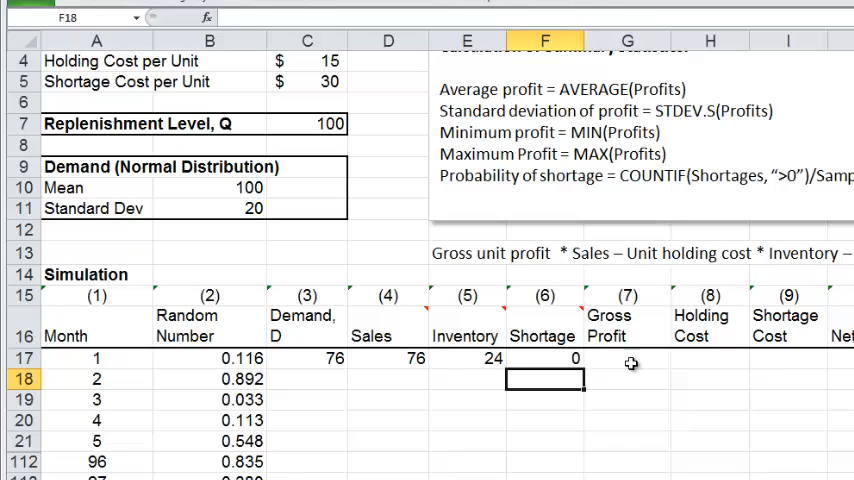 F18 fx
A B C D E F G H I
4 Holding Cost per Unit $ 15
5 Shortage Cost per Unit $ 30
Average profit = AVERAGE(Profits)
6
Standard deviation of profit = STDEV.S(Profits)
7 Replenishment Level, Q 100
Minimum profit = MIN(Profits)
8
Maximum Profit = MAX(Profits)
9 Demand (Normal Distribution)
Probability of shortage = COUNTIF(Shortages, “>0”)/Samp
10 Mean 100
11 Standard Dev 20
12
13 Gross unit profit * Sales – Unit holding cost * Inventory –
14 Simulation
15 (1) (2) (3) (4) (5) (6) (7) (8) (9)
Random Demand, Gross Holding Shortage
16 Month Number D Sales Inventory Shortage Profit Cost Cost Net
17 1 0.116 76 76 24 0
18 2 0.892
19 3 0.033
20 4 0.113
21 5 0.548
112 96 0.835